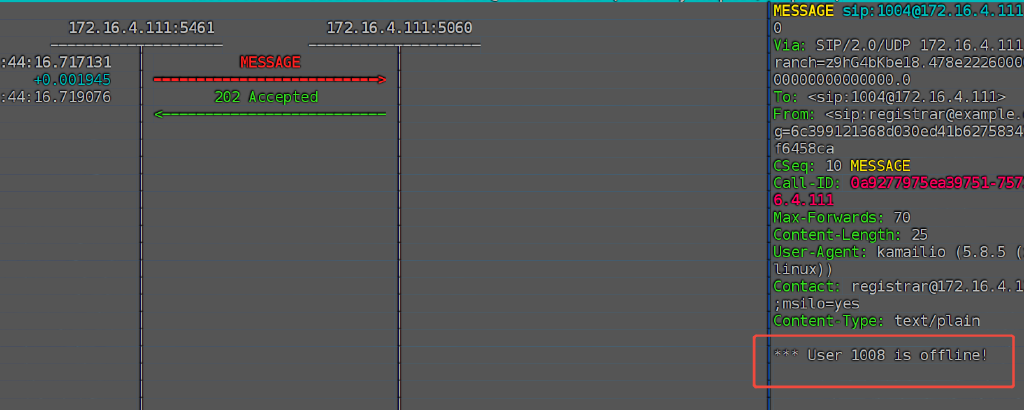 172.16.4.111:5461 172.16.4.111:5060
:44:16.717131 MESSAGE
+0.001945
:44:16.719076 202 Accepted
MESSAGE sip:1004@172.16.4.111
0
Via: SIP/2.0/UDP 172.16.4.111
ranch=z9hG4bKbe18.478e2226000
00000000000000.0
To: <sip:1004@172.16.4.111>
From: <sip:registrar@example.
g=6c399121368d030ed41b6275834
f6458ca
CSeq: 10 MESSAGE
Call-ID: 0a9277975ea39751-757
6.4.111
Max-Forwards: 70
Content-Length: 25
User-Agent: kamailio (5.8.5 (
linux))
Contact: registrar@172.16.4.1
;msilo=yes
Content-Type: text/plain
*** User 1008 is offline!